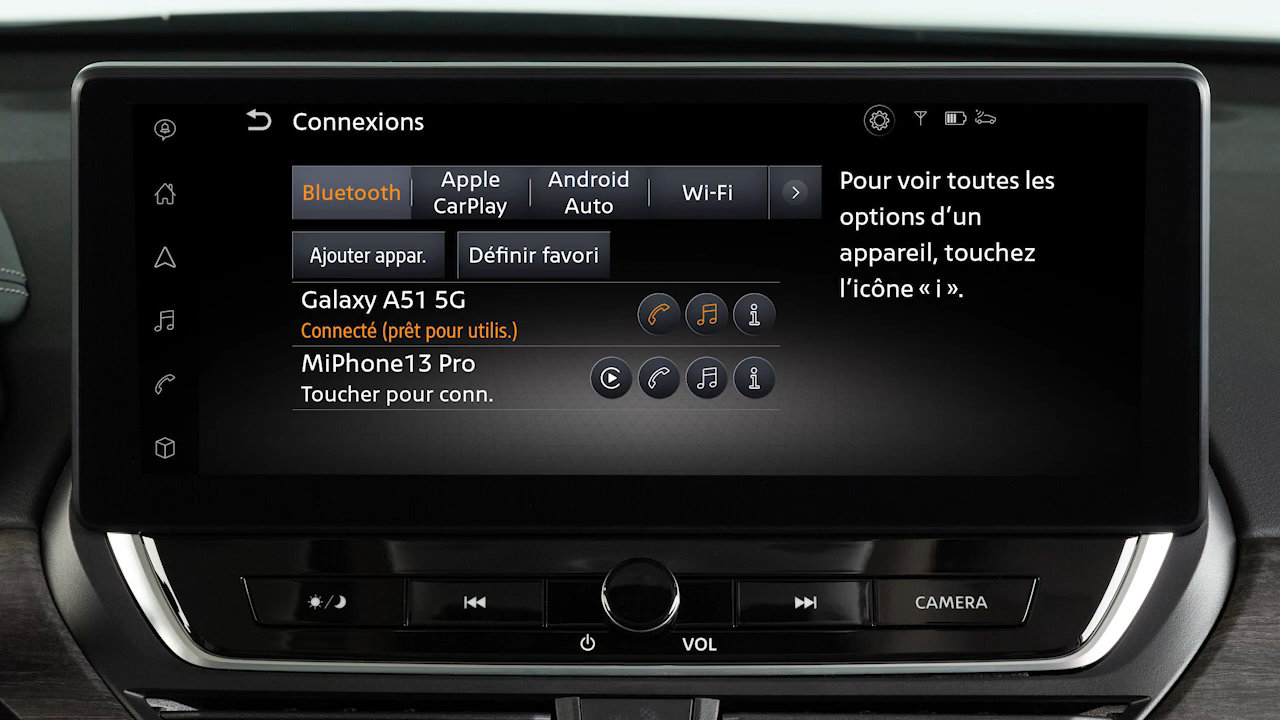 Connexions
Bluetooth
Apple
CarPlay
Android
Auto
Wi-Fi
Pour voir toutes les
options d’un
appareil, touchez
l’icône « i ».
Ajouter appar.
Définir favori
Galaxy A51 5G
Connecté (prêt pour utilis.)
MiPhone13 Pro
Toucher pour conn.
CAMERA
VOL